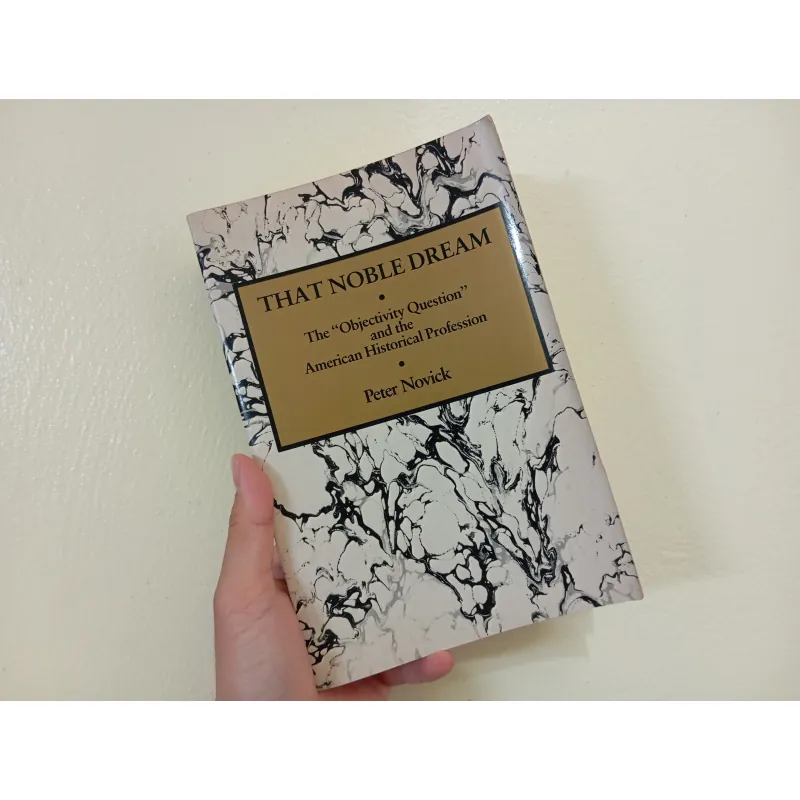 THAT NOBLE DREAM
•
The “Objectivity Question”
and the
American Historical Profession
•
Peter Novick